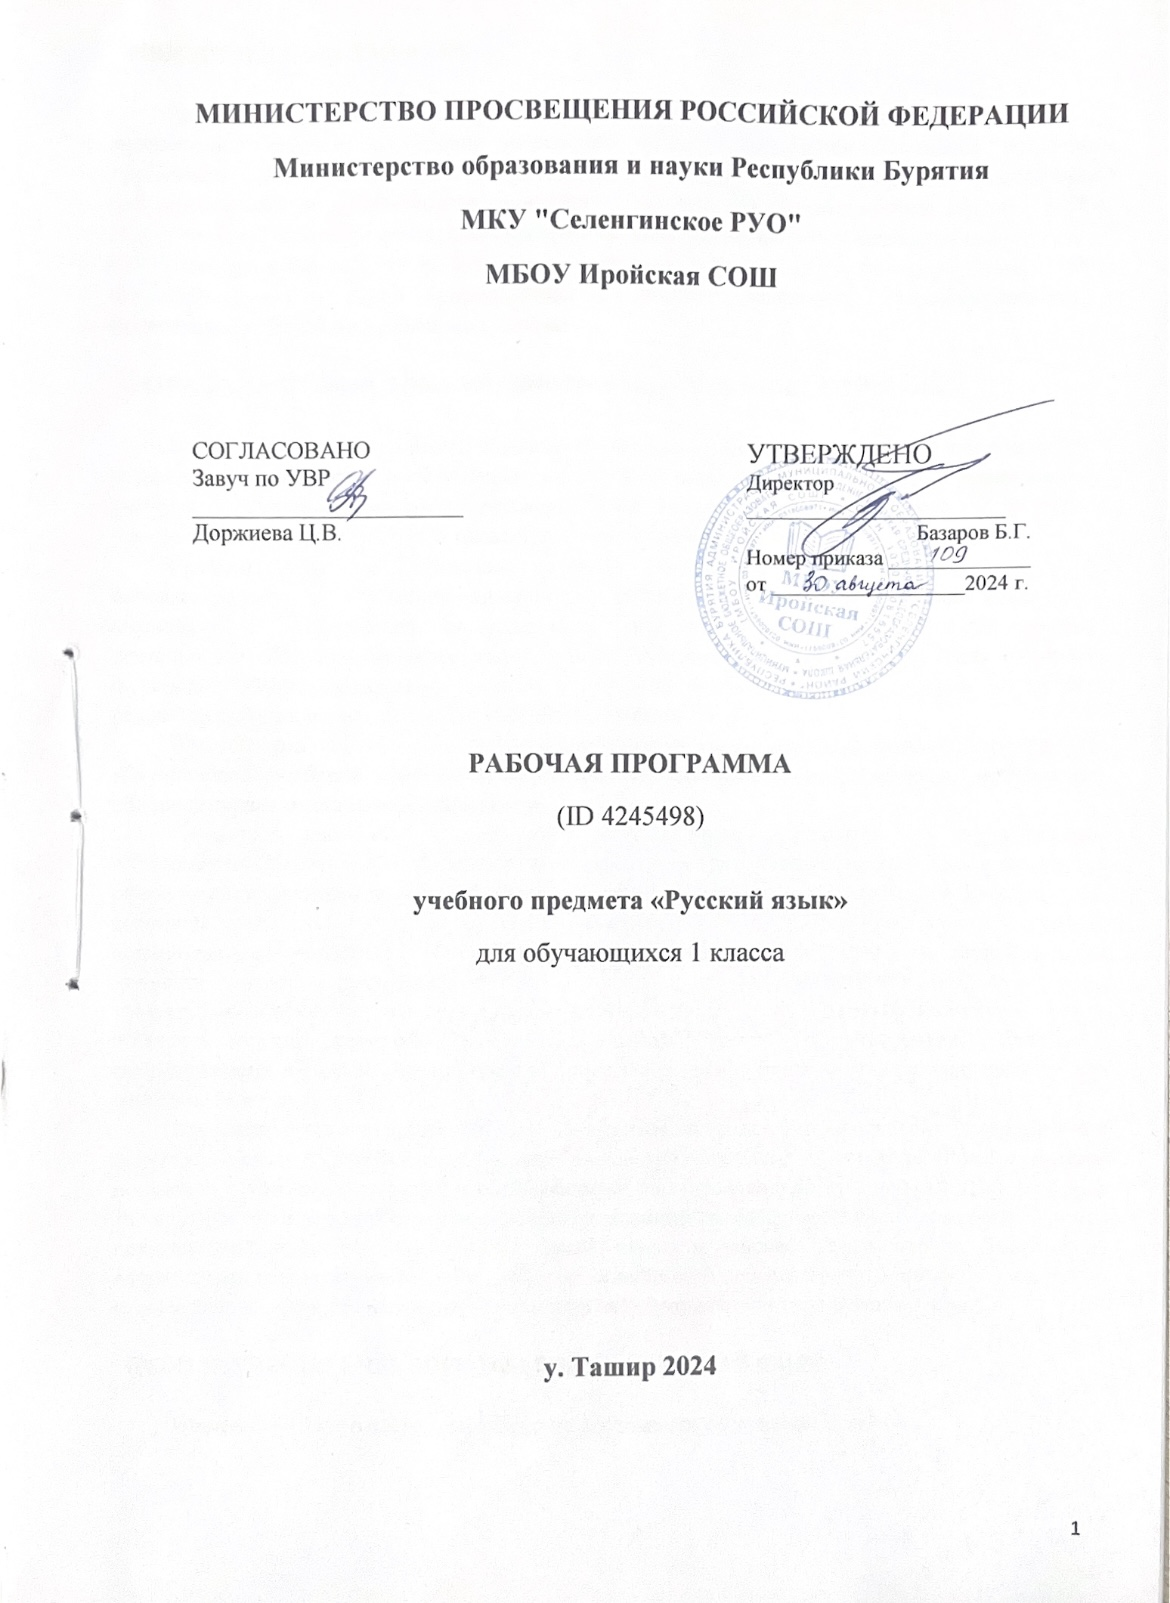 МИНИСТЕРСТВО ПРОСВЕЩЕНИЯ РОССИЙСКОЙ ФЕДЕРАЦИИ
Министерство образования и науки Республики Бурятия
МКУ "Селенгинское РУО"
МБОУ Иройская СОШ
СОГЛАСОВАНО
Завуч по УВР
Доржиева Ц.В.
УТВЕРЖДЕНО
Директор
Базаров Б.Г.
Номер приказа 109
от 30 августа 2024 г.
Иройская
СОШ
РАБОЧАЯ ПРОГРАММА
(ID 4245498)
учебного предмета «Русский язык»
для обучающихся 1 класса
у. Ташир 2024
1